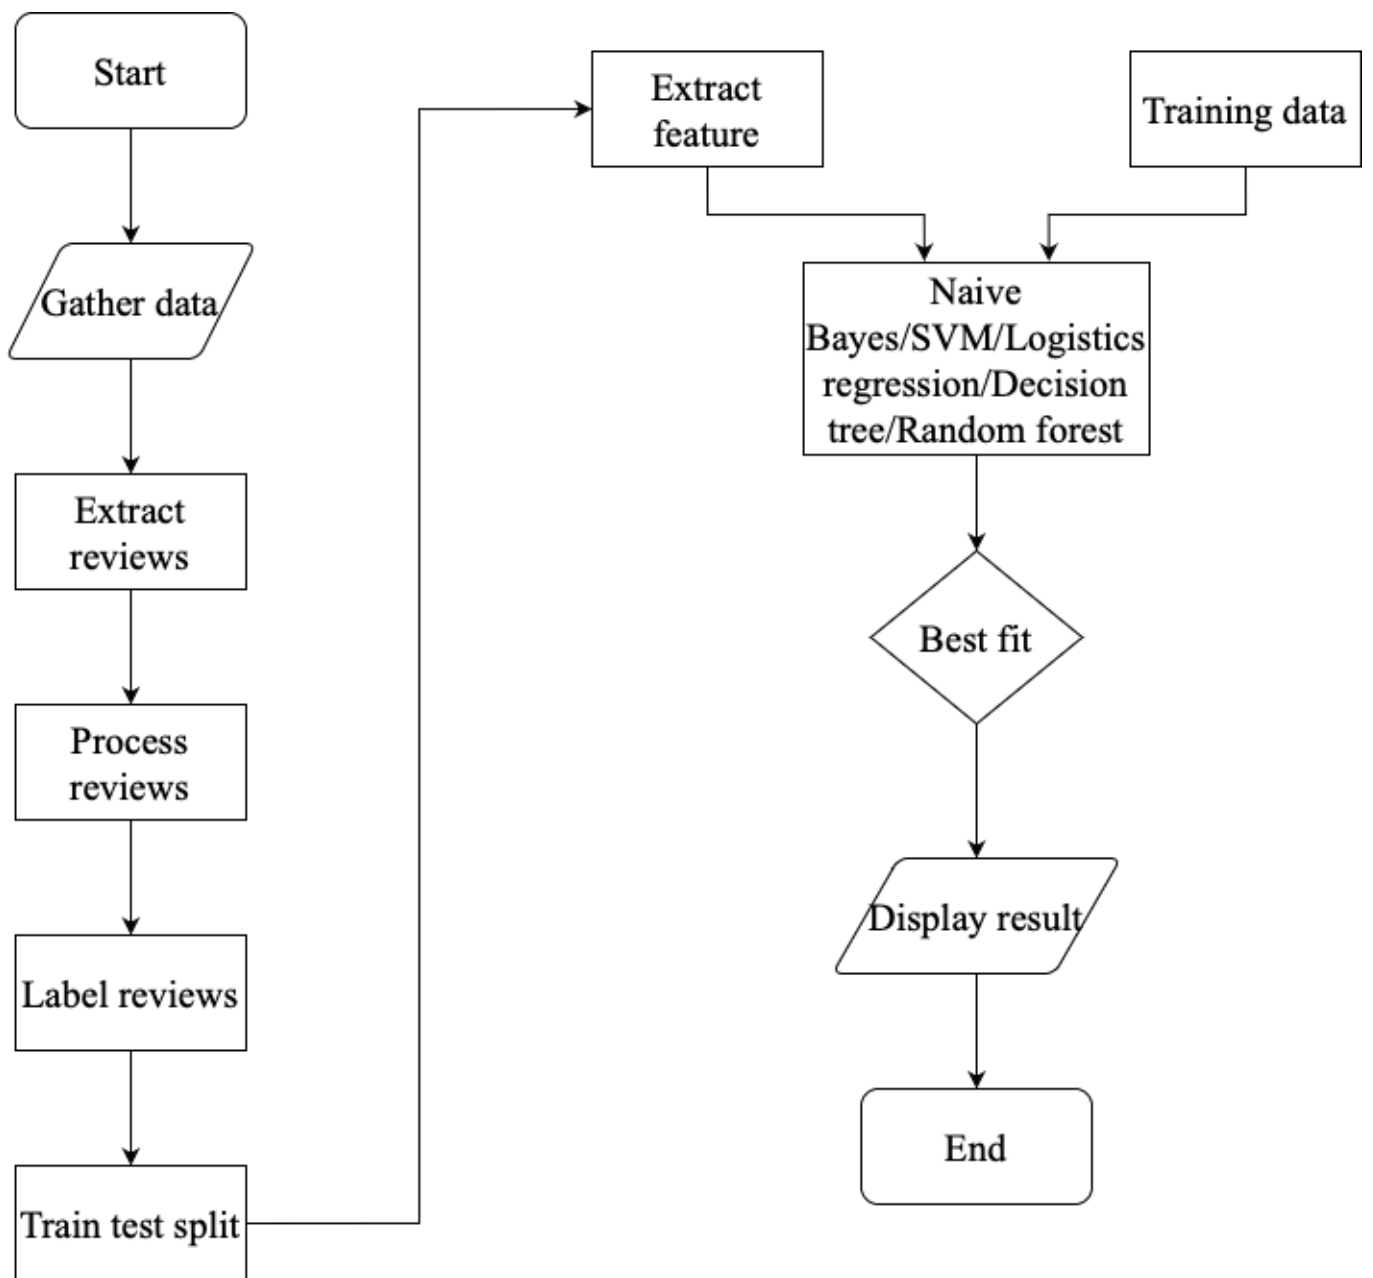 Start
Gather data
Extract
reviews
Process
reviews
Label reviews
Train test split
Extract
feature
Training data
Naive
Bayes/SVM/Logistics
regression/Decision
tree/Random forest
Best fit
Display result
End